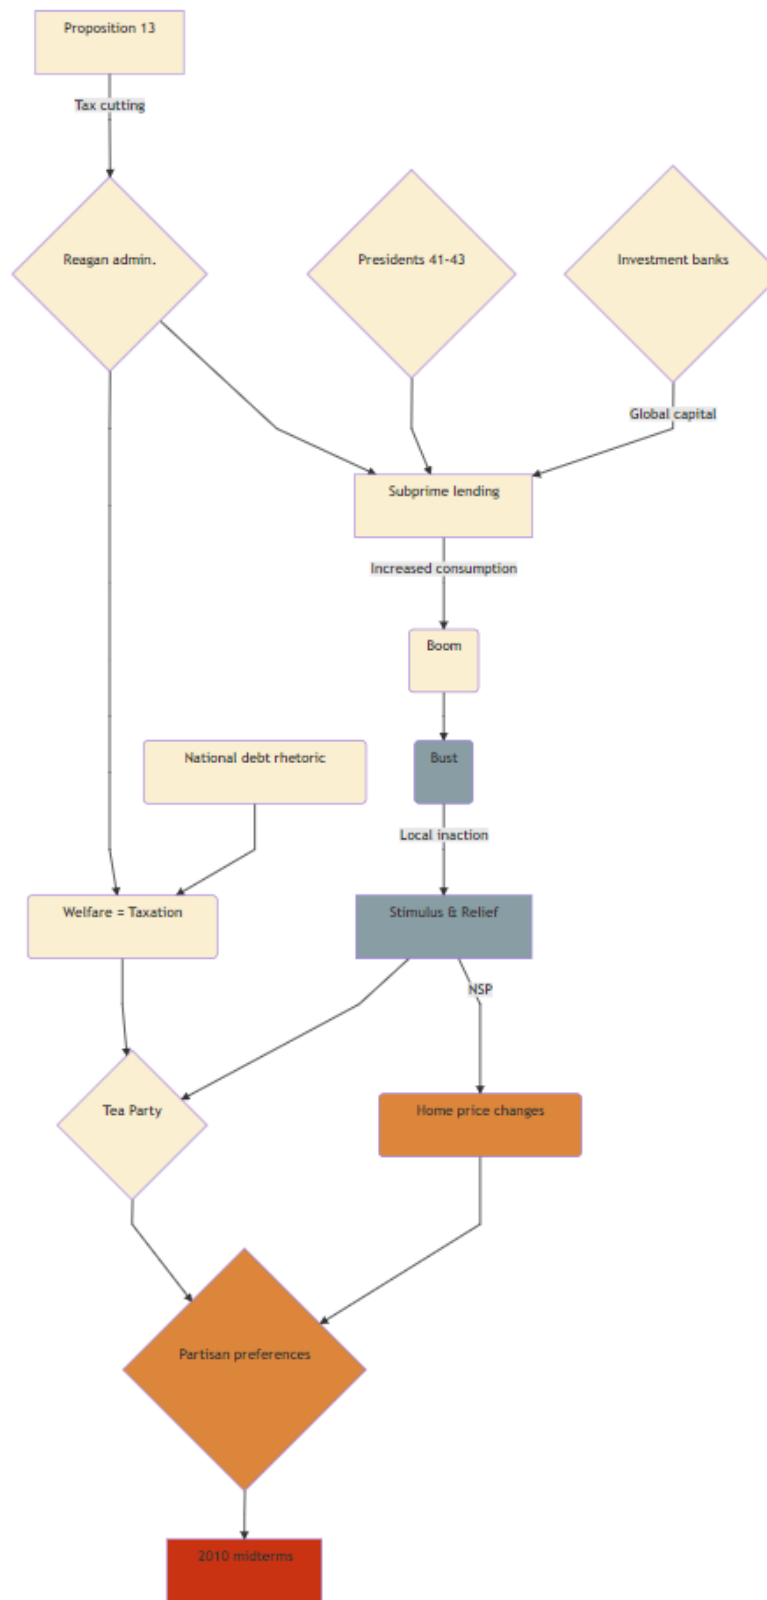 Proposition 13
Tax cutting
Reagan admin.
Presidents 41-43
Investment banks
Global capital
Subprime lending
Increased consumption
Boom
National debt rhetoric
Bust
Local inaction
Welfare = Taxation
Stimulus & Relief
NSP
Tea Party
Home price changes
Partisan preferences
2010 midterms